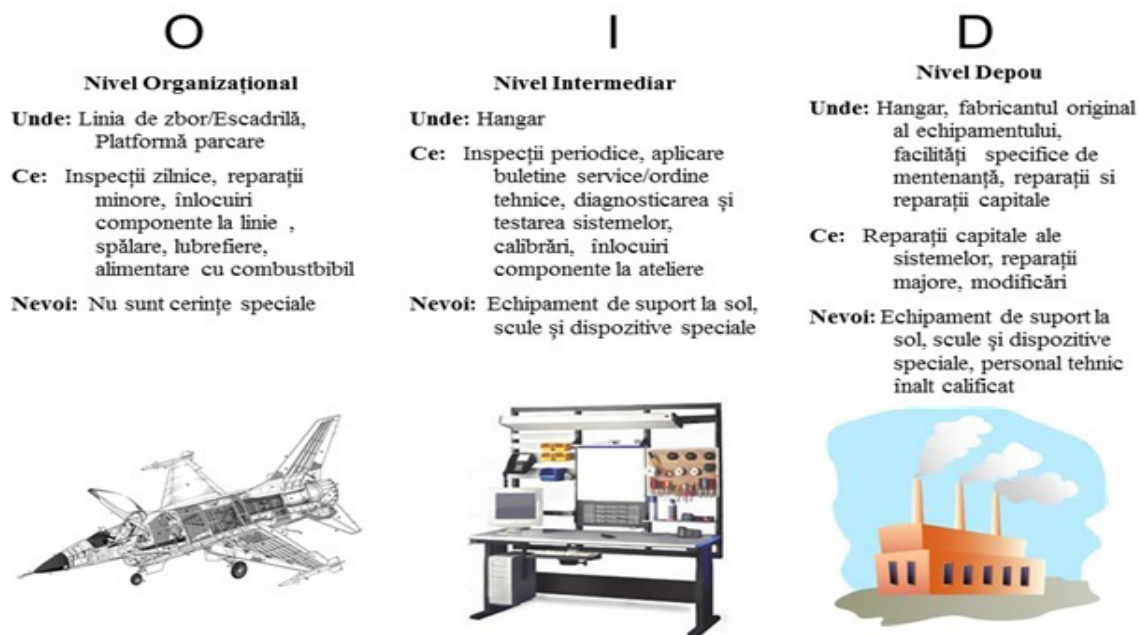 O
Nivel Organizațional
Unde: Linia de zbor/Escadrilă,
Platformă parcare
Ce: Inspecții zilnice, reparații
minore, înlocuiri
componente la linie ,
spălare, lubrefiere,
alimentare cu combustbibil
Nevoi: Nu sunt cerințe speciale
I
Nivel Intermediar
Unde: Hangar
Ce: Inspecții periodice, aplicare
buletine service/ordine
tehnice, diagnosticarea și
testarea sistemelor,
calibrări, înlocuiri
componente la ateliere
Nevoi: Echipament de suport la sol,
scule și dispozitive speciale
D
Nivel Depou
Unde: Hangar, fabricantul original
al echipamentului,
facilități specifice de
mentenanță, reparații si
reparații capitale
Ce: Reparații capitale ale
sistemelor, reparații
majore, modificări
Nevoi: Echipament de suport la
sol, scule și dispozitive
speciale, personal tehnic
înalt calificat